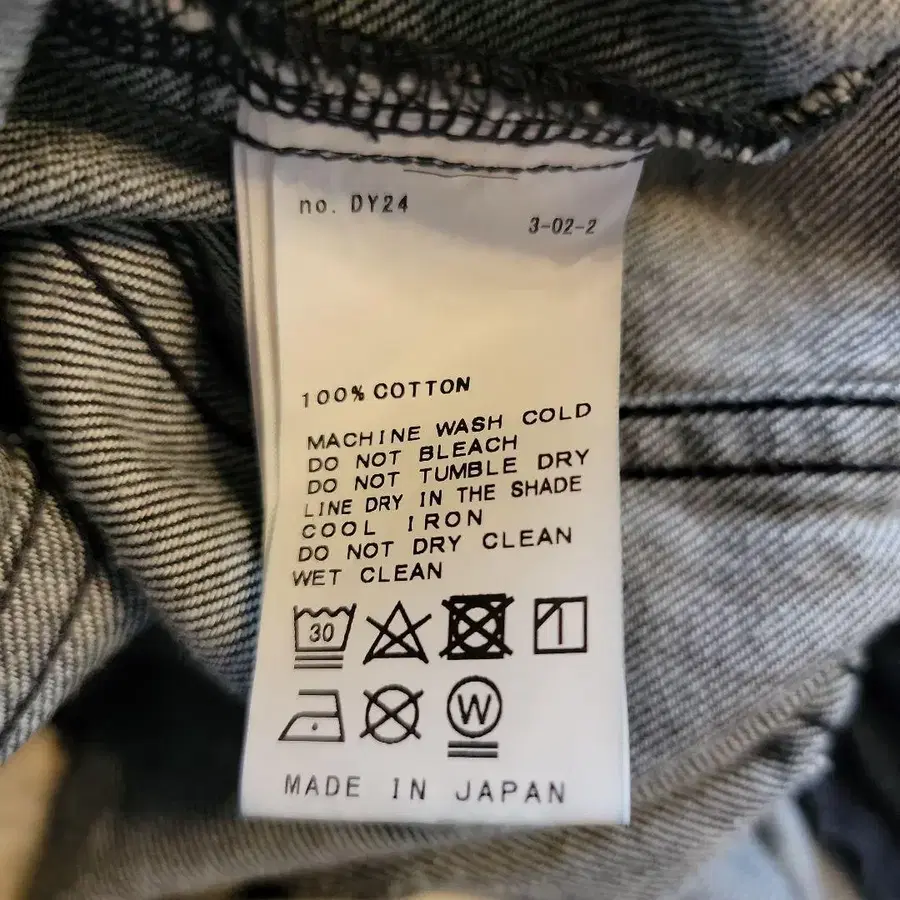 no. DY24
3-02-2
100% COTTON
MACHINE WASH COLD
DO NOT BLEACH
DO NOT TUMBLE DRY
LINE DRY IN THE SHADE
COOL IRON
DO NOT DRY CLEAN
WET CLEAN
30
W
MADE IN JAPAN